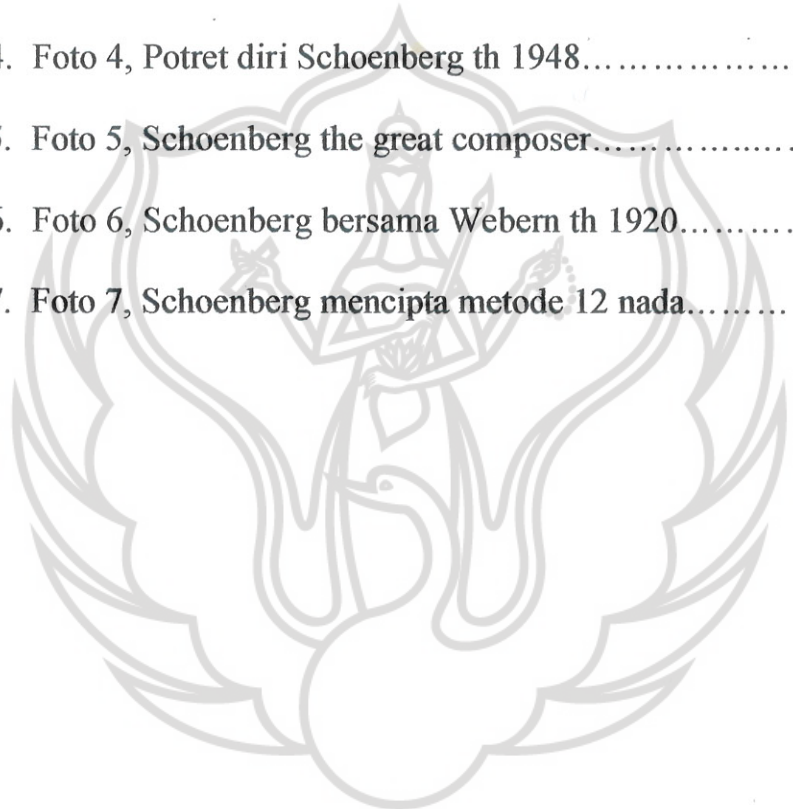 . Foto 4, Potret diri Schoenberg th 1948……………….
. Foto 5, Schoenberg the great composer……………..…
. Foto 6, Schoenberg bersama Webern th 1920……….
. Foto 7, Schoenberg mencipta metode 12 nada………